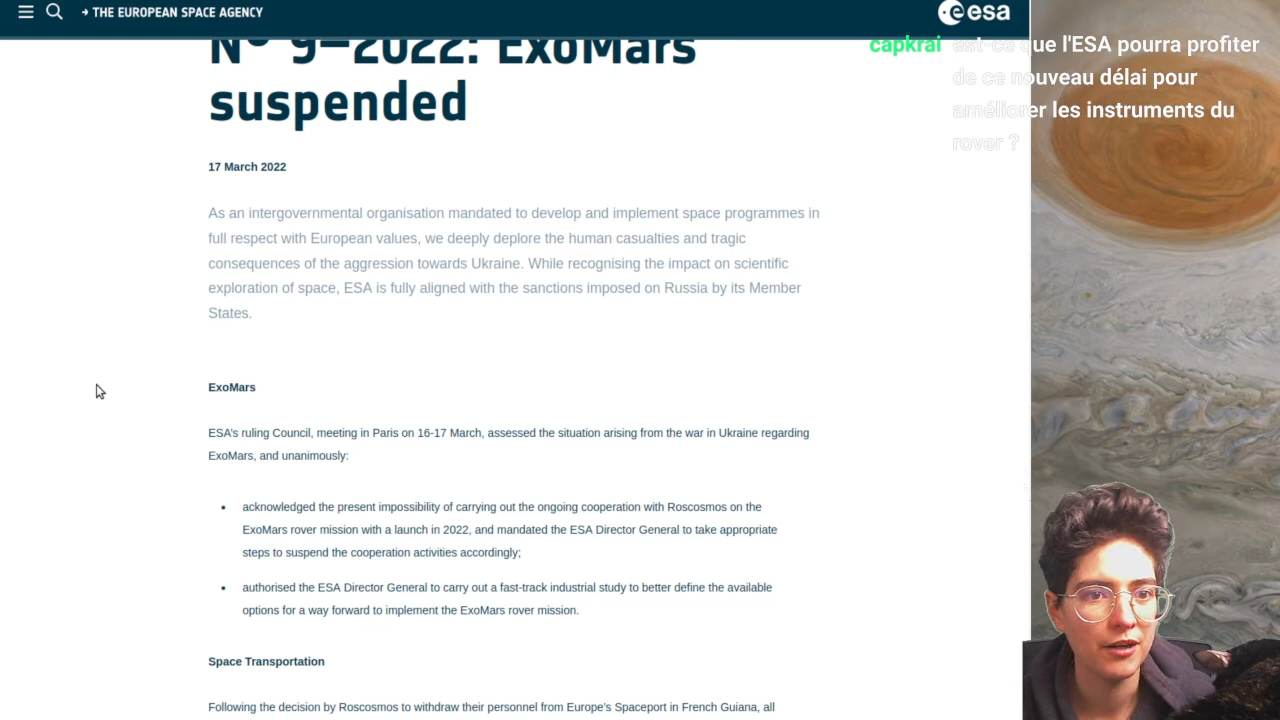 → THE EUROPEAN SPACE AGENCY
esa
capkrai est-ce que l'ESA pourra profiter
de ce nouveau délai pour
améliorer les instruments du
rover ?
N° 9–2022: ExoMars
suspended
17 March 2022
As an intergovernmental organisation mandated to develop and implement space programmes in
full respect with European values, we deeply deplore the human casualties and tragic
consequences of the aggression towards Ukraine. While recognising the impact on scientific
exploration of space, ESA is fully aligned with the sanctions imposed on Russia by its Member
States.
ExoMars
ESA's ruling Council, meeting in Paris on 16-17 March, assessed the situation arising from the war in Ukraine regarding
ExoMars, and unanimously:
• acknowledged the present impossibility of carrying out the ongoing cooperation with Roscosmos on the
ExoMars rover mission with a launch in 2022, and mandated the ESA Director General to take appropriate
steps to suspend the cooperation activities accordingly;
• authorised the ESA Director General to carry out a fast-track industrial study to better define the available
options for a way forward to implement the ExoMars rover mission.
Space Transportation
Following the decision by Roscosmos to withdraw their personnel from Europe's Spaceport in French Guiana, all